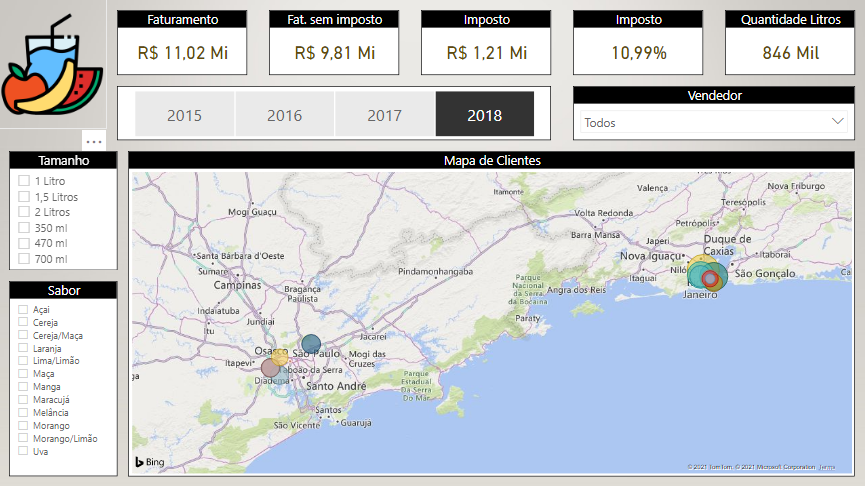 Faturamento
R$ 11,02 Mi
Fat. sem imposto
R$ 9,81 Mi
Imposto
R$ 1,21 Mi
Imposto
10,99%
Quantidade Litros
846 Mil
2015
2016
2017
2018
Vendedor
Todos
Tamanho
1 Litro
1,5 Litros
2 Litros
350 ml
470 ml
700 ml
Sabor
Açaí
Cereja
Cereja/Maça
Laranja
Lima/Limão
Maça
Manga
Maracujá
Melância
Morango
Morango/Limão
Uva
Mapa de Clientes
Itamonte
Valença
Nova Friburgo
Teresópolis
Mogi Guaçu
Volta Redonda
Petrópolis
Barra Mansa
Japeri
Duque de
Caxias
Santa Bárbara d'Oeste
Nova Iguaçu
Itaboraí
Sumaré
Pindamonhangaba
Itaguaí
São Gonçalo
Campinas
Bragança
Paulista
Parque
Nacional
da Serra
da Bocaina
Angra dos Reis
Janeiro
Indaiatuba
Jundiaí
Paraty
Itu
Jacareí
Osasco
São Paulo
Itapevi
Mogi das
Cruzes
Taboão da Serra
Diadema
Santo André
Parque
Estadual
Da Serra
Do Mar
Santos
São Vicente
Guarujá
Bing
© 2021 TomTom, © 2021 Microsoft Corporation Terms